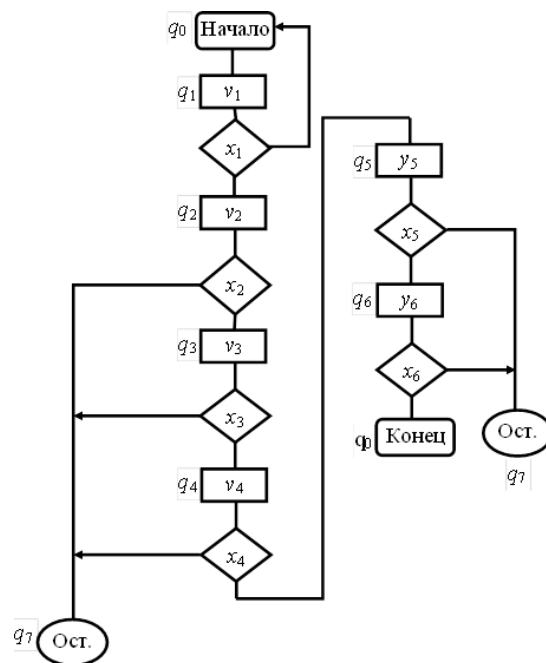 q0 Начало
q1 v1
x1
q2 v2
x2
q3 v3
x3
q4 v4
x4
q7 Ост.
q5 y5
x5
q6 y6
x6
q0 Конец
Ост.
q7